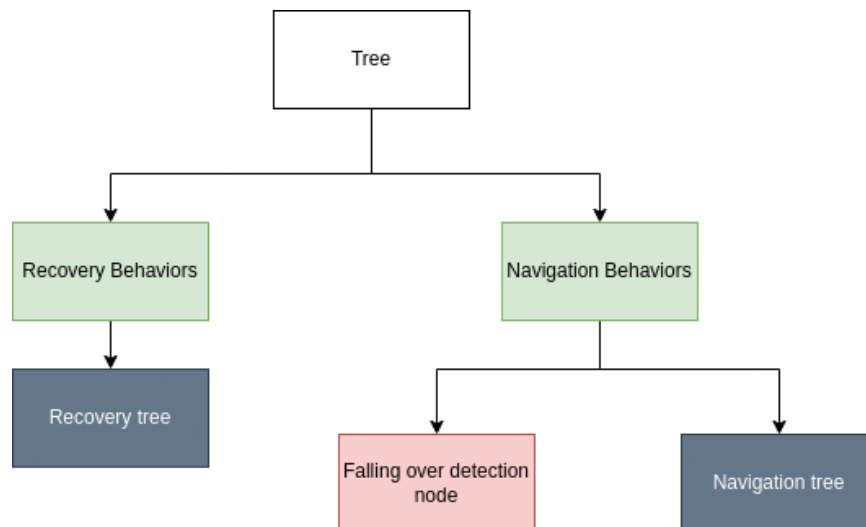 Tree
Recovery Behaviors
Navigation Behaviors
Recovery tree
Falling over detection
node
Navigation tree